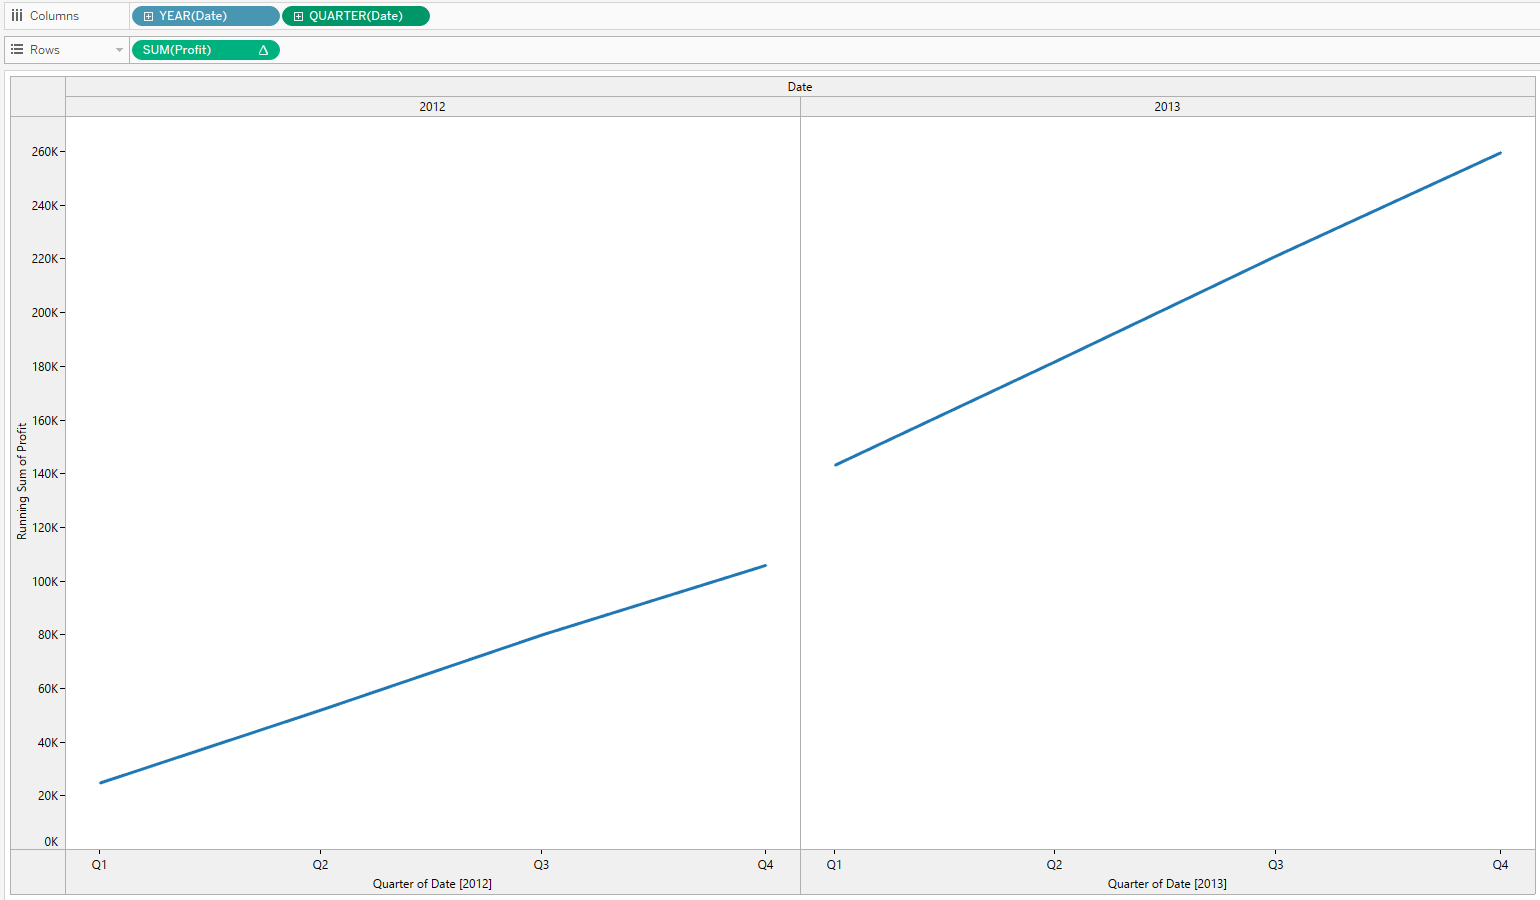 Columns
YEAR(Date)
QUARTER(Date)
Rows
SUM(Profit) Δ
Date
2012
2013
Running Sum of Profit
260K
240K
220K
200K
180K
160K
140K
120K
100K
80K
60K
40K
20K
0K
Q1 Q2 Q3 Q4 Q1 Q2 Q3 Q4
Quarter of Date [2012]
Quarter of Date [2013]